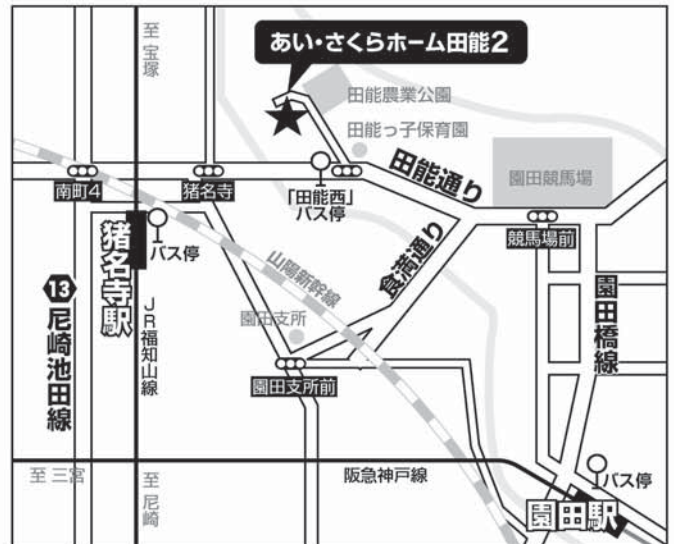 至宝塚
あい・さくらホーム田能2
田能農業公園
田能っ子保育園
南町4
猪名寺
「田能西」
バス停
田能通り
園田競馬場
競馬場前
猪名寺駅
バス停
山陽新幹線
食満通り
13
尼崎池田線
JR福知山線
園田支所
園田支所前
園田橋線
至 三宮
至尼崎
阪急神戸線
バス停
園田駅